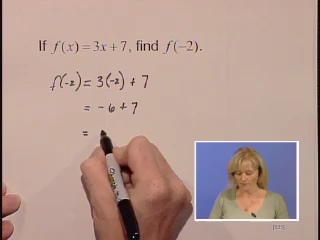 If f(x) = 3x + 7, find f(−2).
f(-2) = 3(-2) + 7
= -6 + 7
=